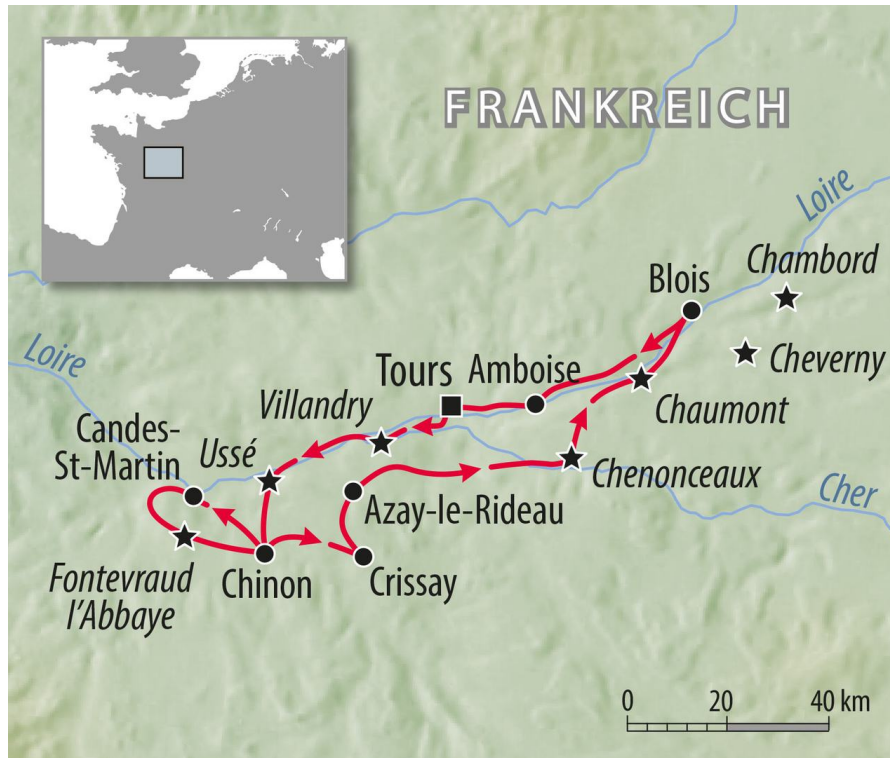 FRANKREICH
Loire
Chambord
Blois
Cheverny
Loire
Tours
Amboise
Villandry
Chaumont
Candes-
St-Martin
Ussé
Chenonceaux
Azay-le-Rideau
Cher
Fontevraud
l'Abbaye
Chinon
Crissay
0 20 40 km